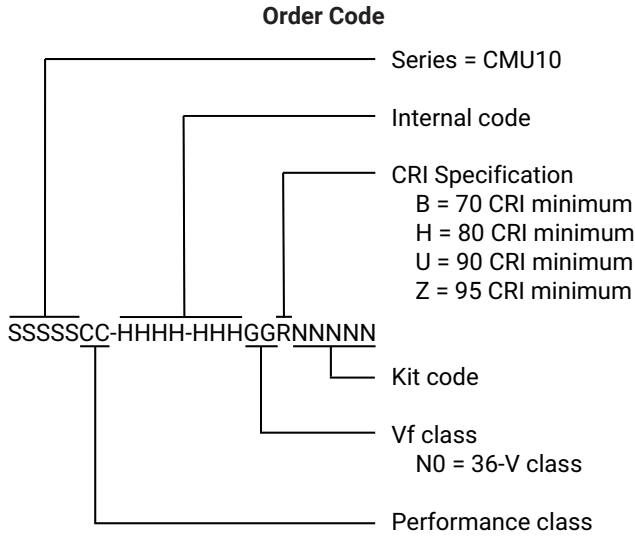 Order Code
Series = CMU10
Internal code
CRI Specification
B = 70 CRI minimum
H = 80 CRI minimum
U = 90 CRI minimum
Z = 95 CRI minimum
SSSSSCC-HHHH-HHHGGRNNNNN
Kit code
Vf class
N0 = 36-V class
Performance class